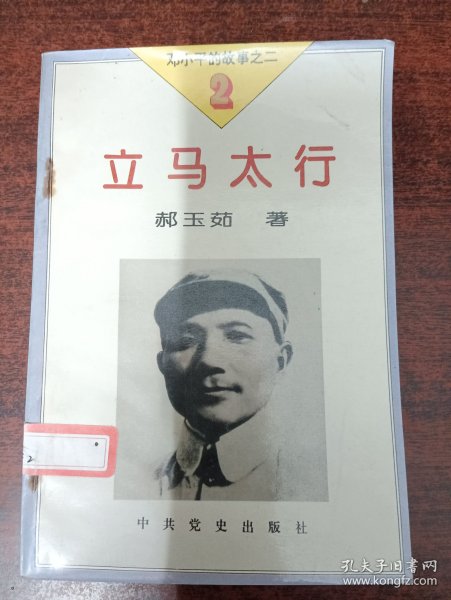 邓小平的故事之二
2
立马太行
郝玉茹 著
中共党史出版社
2
孔夫子旧书网
www.kongfz.com